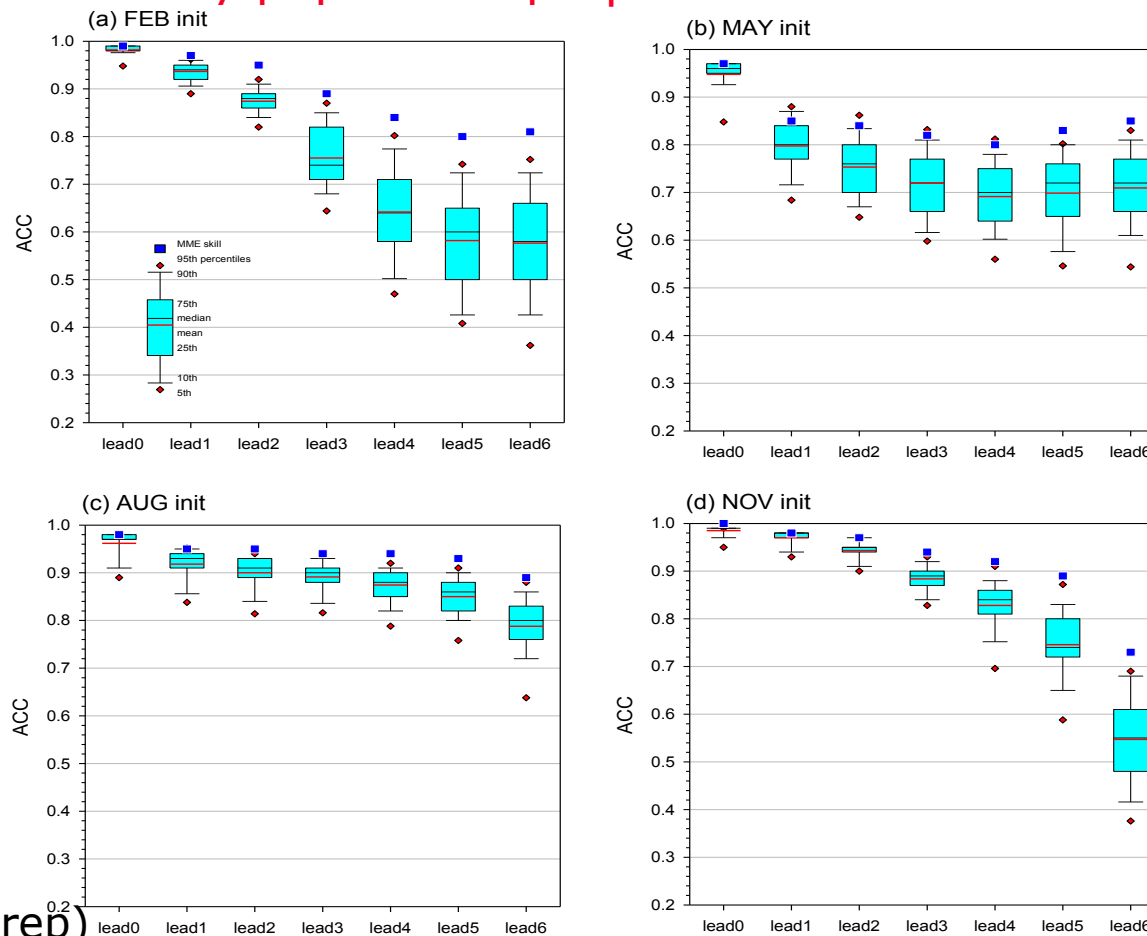 (a) FEB init
1.0
0.9
0.8
0.7
0.6
0.5
0.4
0.3
0.2
ACC
MME skill
95th percentiles
90th
75th
median
mean
25th
10th
5th
lead0 lead1 lead2 lead3 lead4 lead5 lead6
(b) MAY init
1.0
0.9
0.8
0.7
0.6
0.5
0.4
0.3
0.2
ACC
lead0 lead1 lead2 lead3 lead4 lead5 lead6
(c) AUG init
1.0
0.9
0.8
0.7
0.6
0.5
0.4
0.3
0.2
ACC
lead0 lead1 lead2 lead3 lead4 lead5 lead6
(d) NOV init
1.0
0.9
0.8
0.7
0.6
0.5
0.4
0.3
0.2
ACC
lead0 lead1 lead2 lead3 lead4 lead5 lead6
rep)